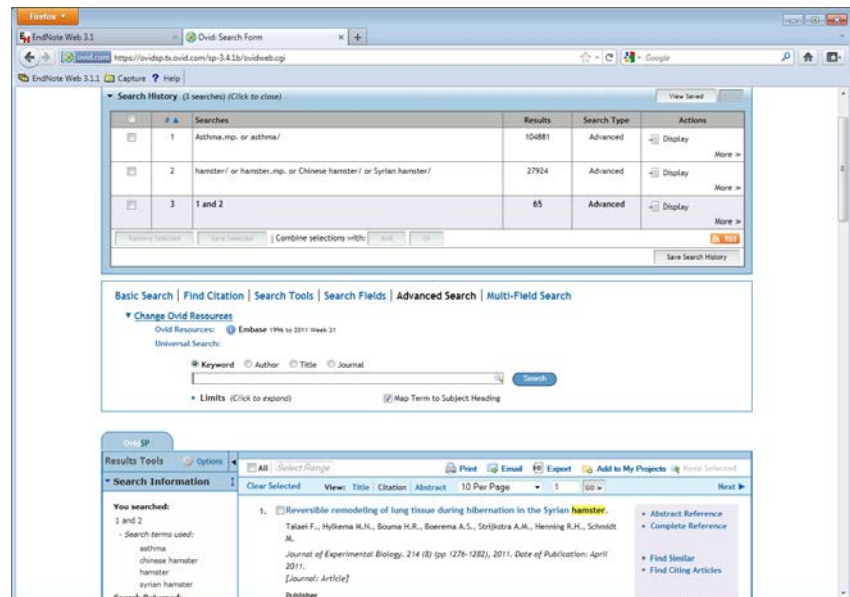 Firefox
EndNote Web 3.1
Ovid: Search Form
ovid.com https://ovidsp.tx.ovid.com/sp-3.4.1b/ovidweb.cgi
Google
EndNote Web 3.1.1 Capture ? Help
Search History (3 searches) (Click to close)
View Saved
# Searches Results Search Type Actions
1 Asthma.mp. or asthma/ 104881 Advanced Display
More »
2 hamster/ or hamster.mp. or Chinese hamster/ or Syrian hamster/ 27924 Advanced Display
More »
3 1 and 2 65 Advanced Display
More »
Remove Selected Save Selected | Combine selections with: And Or RSS
Save Search History
Basic Search | Find Citation | Search Tools | Search Fields | Advanced Search | Multi-Field Search
Change Ovid Resources
Ovid Resources: Embase 1996 to 2011 Week 31
Universal Search:
Keyword Author Title Journal
Search
Limits (Click to expand) Map Term to Subject Heading
OvidSP
Results Tools Options
All Select Range Print Email Export Add to My Projects Keep Selected
Search Information
Clear Selected View: Title | Citation | Abstract 10 Per Page 1 GO » Next
You searched:
1 and 2
- Search terms used:
asthma
chinese hamster
hamster
syrian hamster
Search Returned:
1. Reversible remodeling of lung tissue during hibernation in the Syrian hamster.
Talaei F., Hylkema M.N., Bouma H.R., Boerema A.S., Strijkstra A.M., Henning R.H., Schmidt
M.
Journal of Experimental Biology. 214 (8) (pp 1276-1282), 2011. Date of Publication: April
2011.
[Journal: Article]
Publisher
Abstract Reference
Complete Reference
Find Similar
Find Citing Articles